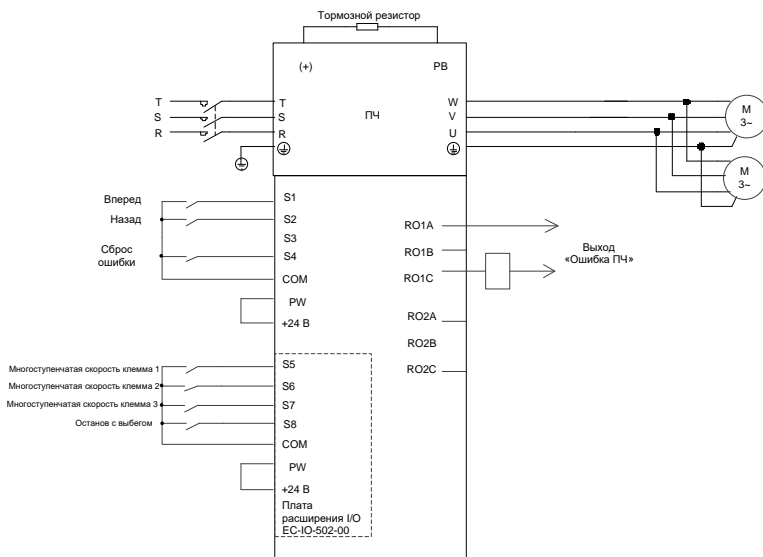 Тормозной резистор
(+)
PB
T
T
W
M
3~
S
S
ПЧ
V
R
R
U
M
3~
Вперед
S1
Назад
S2
S3
RO1A
Сброс
ошибки
S4
RO1B
Выход
«Ошибка ПЧ»
COM
RO1C
PW
+24 В
RO2A
RO2B
Многоступенчатая скорость клемма 1
S5
RO2C
Многоступенчатая скорость клемма 2
S6
Многоступенчатая скорость клемма 3
S7
Останов с выбегом
S8
COM
PW
+24 В
Плата
расширения I/O
EC-IO-502-00